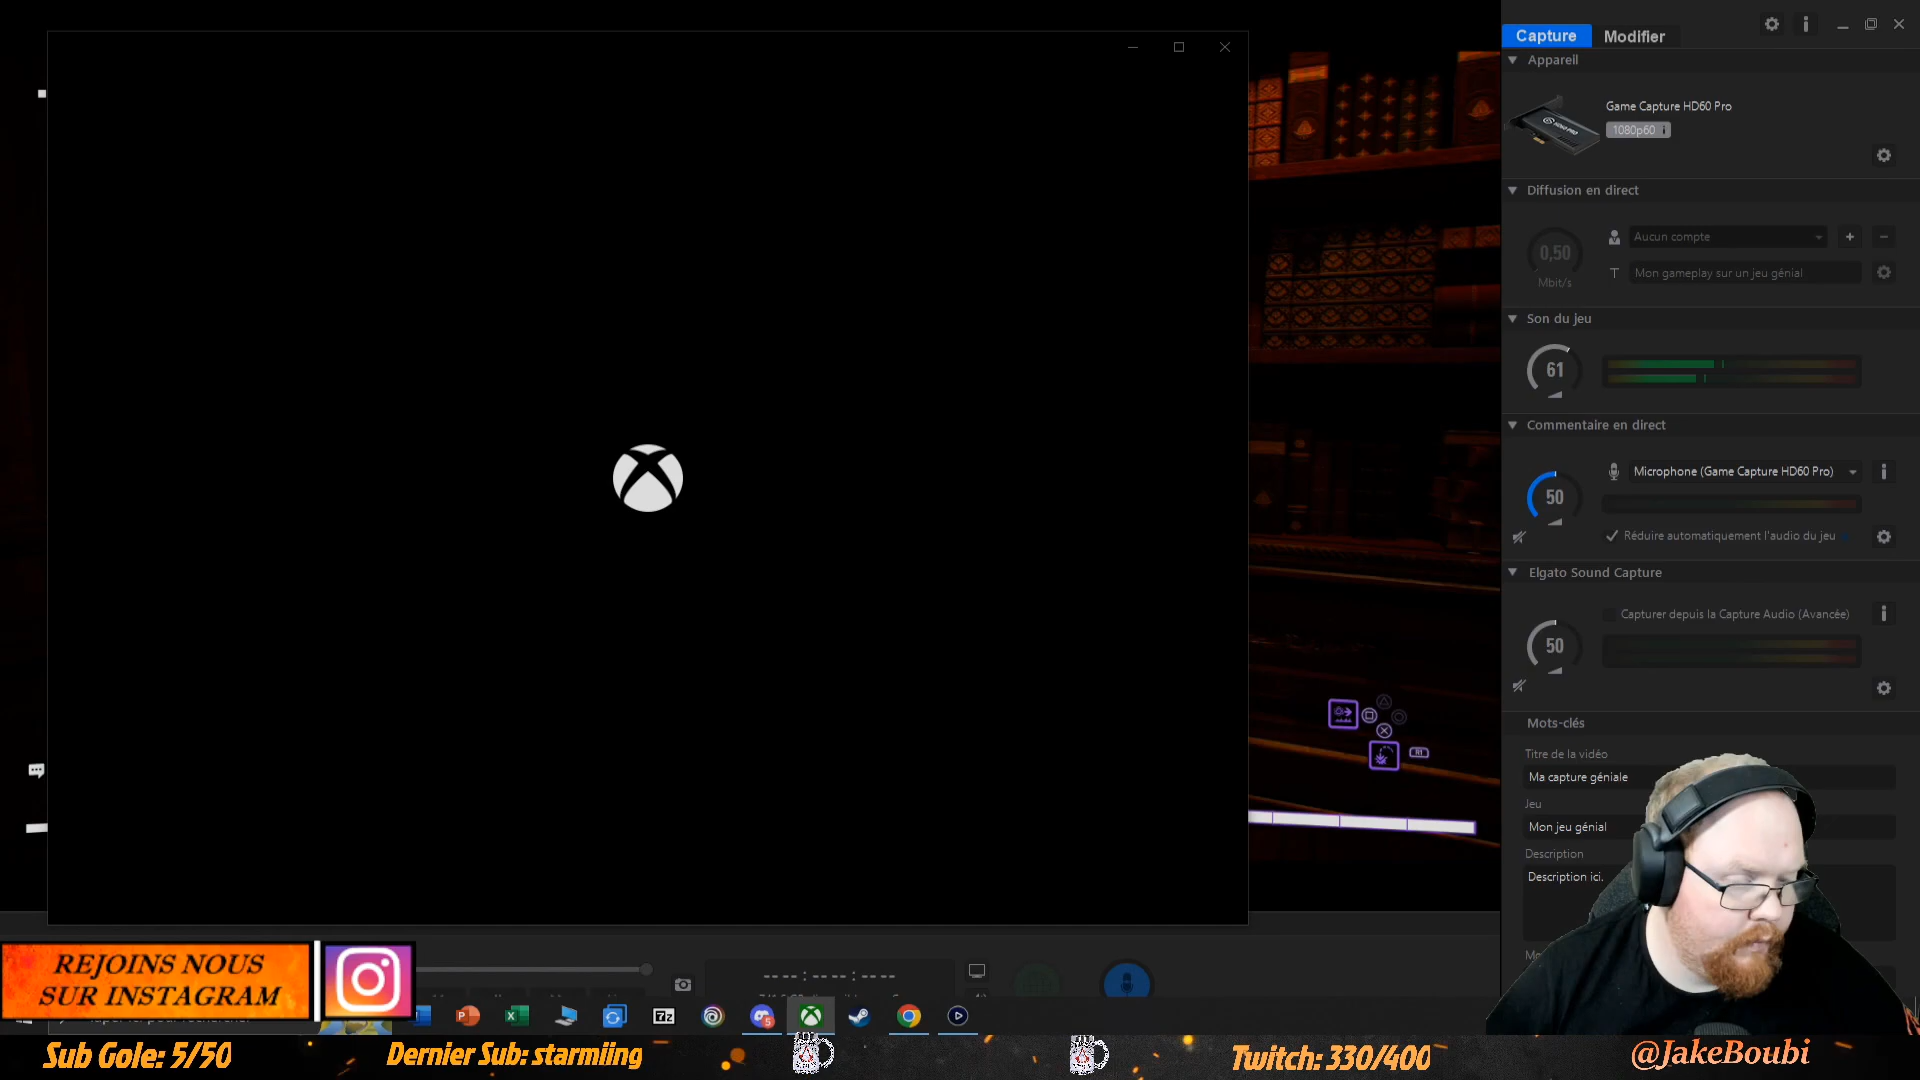 Capture Modifier
Appareil
Game Capture HD60 Pro
1080p60 i
Diffusion en direct
0,50
Mbit/s
Aucun compte
T Mon gameplay sur un jeu génial
Son du jeu
61
Commentaire en direct
50
Microphone (Game Capture HD60 Pro)
Réduire automatiquement l'audio du jeu
Elgato Sound Capture
50
Capturer depuis la Capture Audio (Avancée)
R1
Mots-clés
Titre de la vidéo
Ma capture géniale
Jeu
Mon jeu génial
Description
Description ici.
REJOINS NOUS
SUR INSTAGRAM
-- -- : -- -- : -- --
7z
5
Sub Gole: 5/50
Dernier Sub: starmiing
Twitch: 330/400
@JakeBoubi